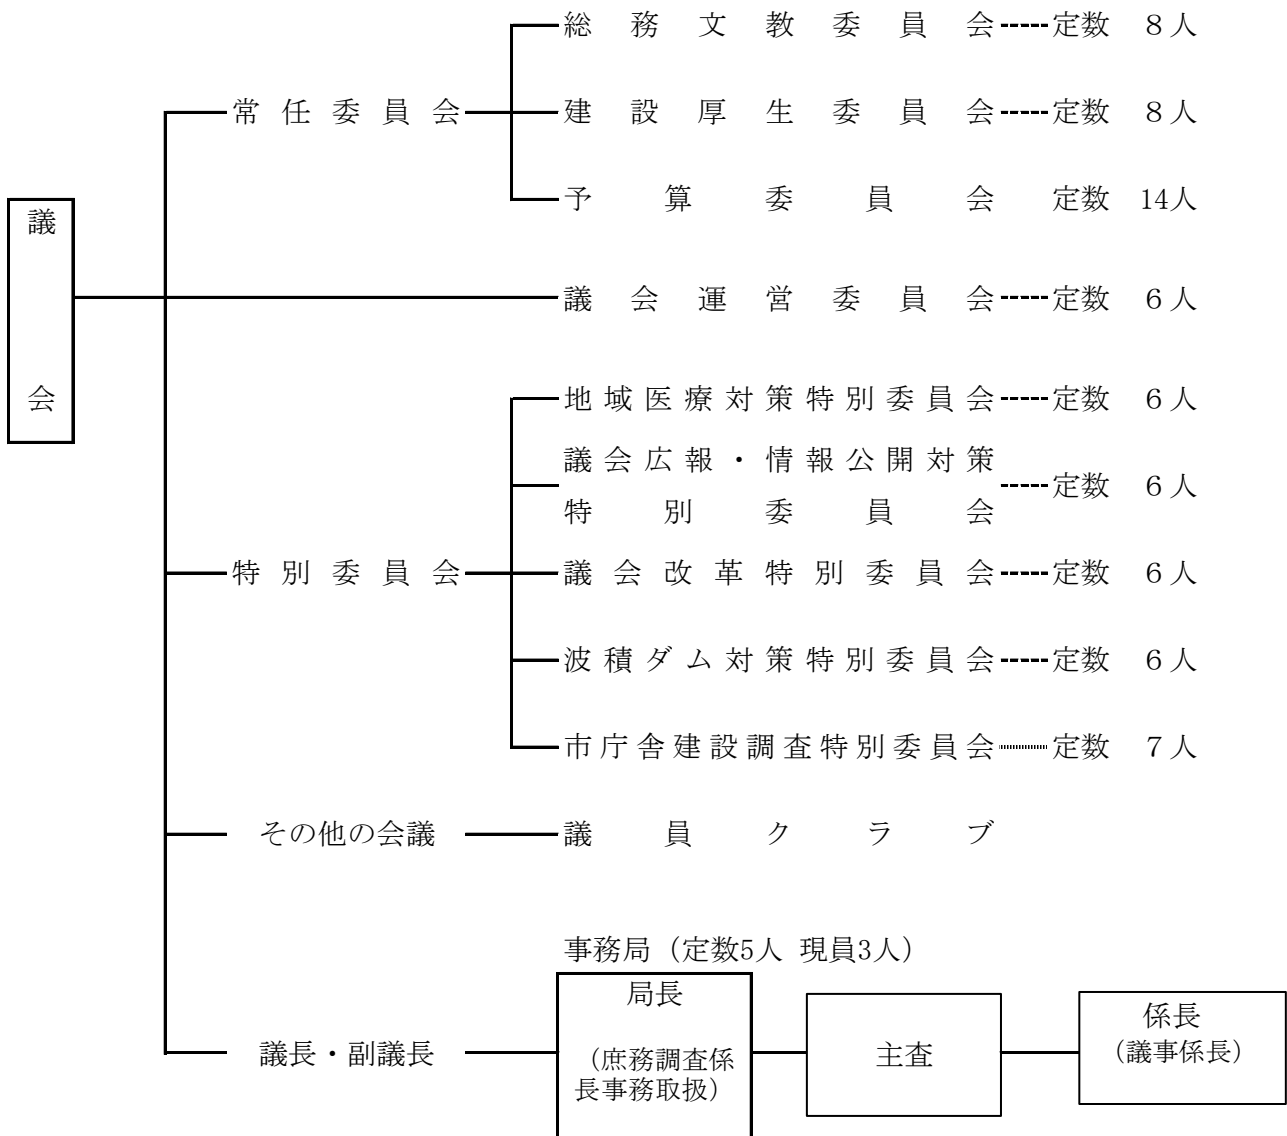 総務文教委員会 定数 8人
常任委員会 建設厚生委員会 定数 8人
予算委員会 定数 14人
議会
議会運営委員会 定数 6人
地域医療対策特別委員会 定数 6人
議会広報・情報公開対策
特別委員会 定数 6人
特別委員会 議会改革特別委員会 定数 6人
波積ダム対策特別委員会 定数 6人
市庁舎建設調査特別委員会 定数 7人
その他の会議 議員クラブ
事務局（定数5人 現員3人）
議長・副議長
局長
（庶務調査係
長事務取扱）
主査
係長
（議事係長）